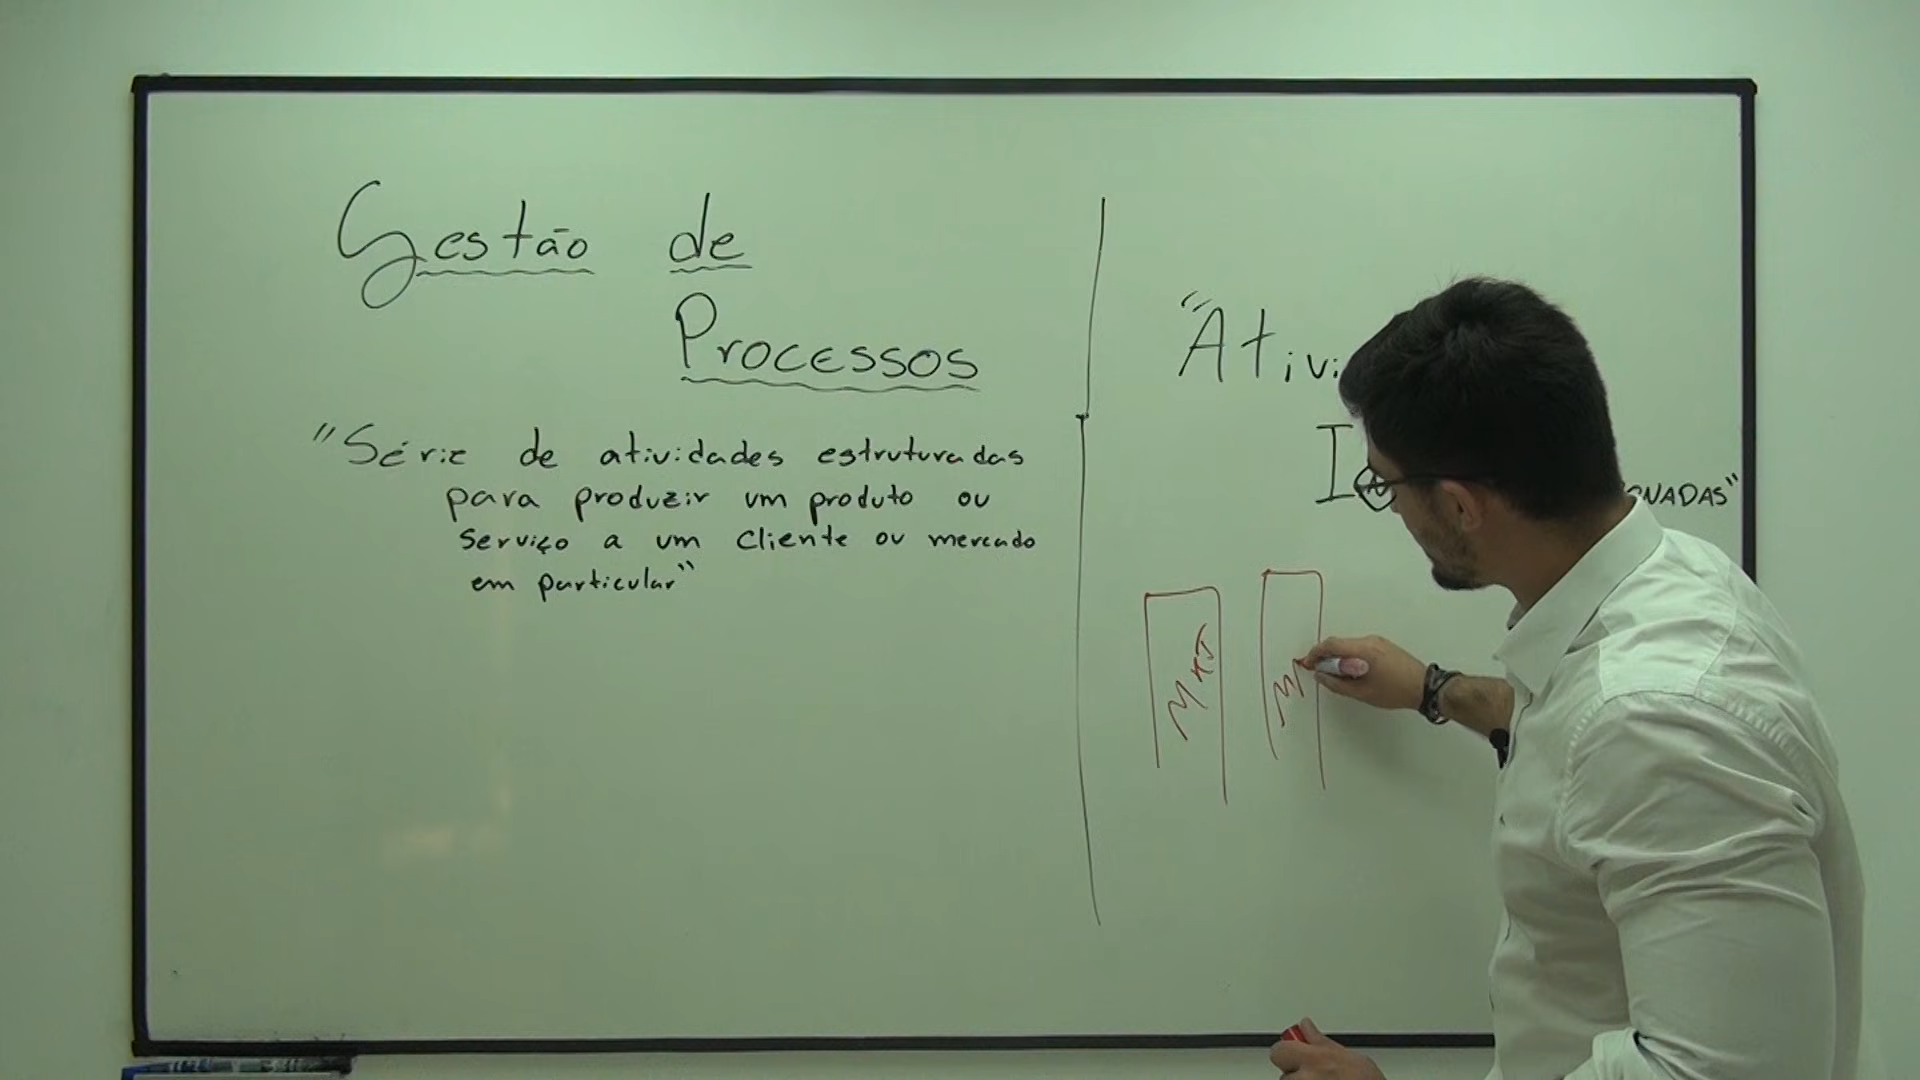 Gestão de
Processos
"Série de atividades estruturadas
para produzir um produto ou
serviço a um cliente ou mercado
em particular"
"Ativi
I
ONADAS"
MKT
M